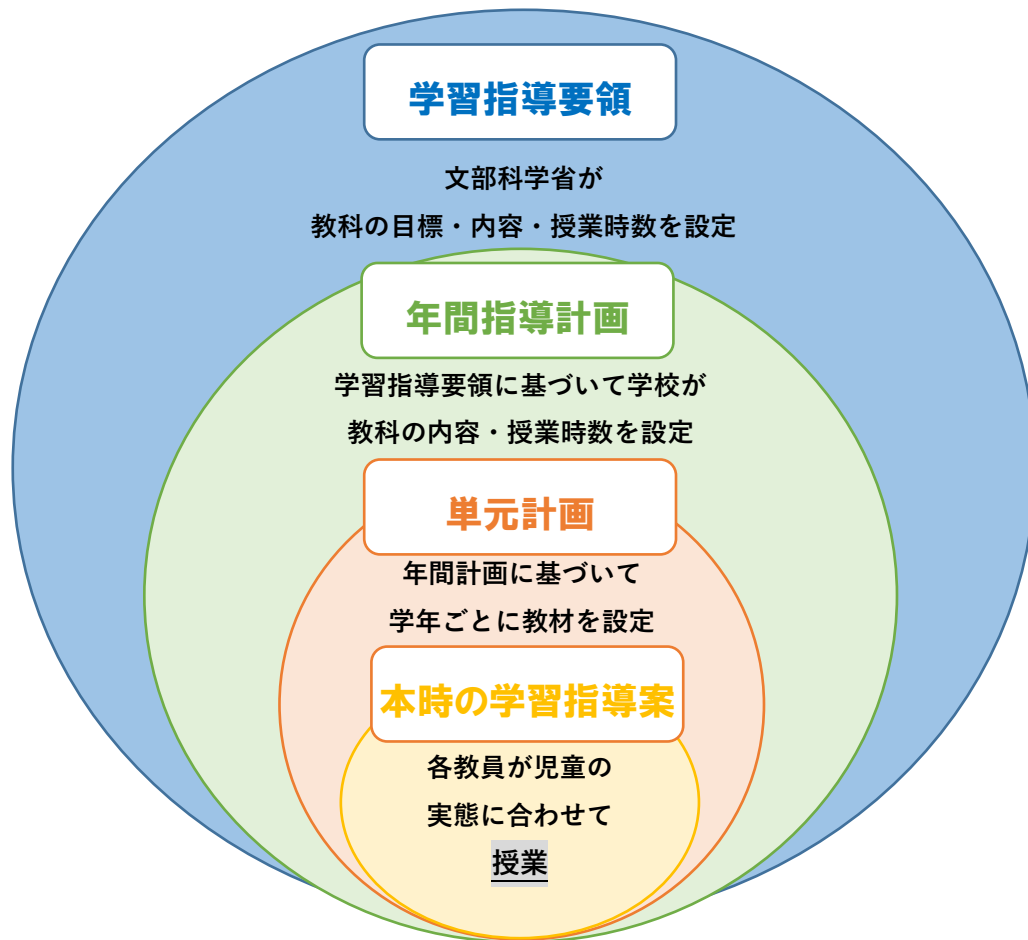 学習指導要領
文部科学省が
教科の目標・内容・授業時数を設定
年間指導計画
学習指導要領に基づいて学校が
教科の内容・授業時数を設定
単元計画
年間計画に基づいて
学年ごとに教材を設定
本時の学習指導案
各教員が児童の
実態に合わせて
授業